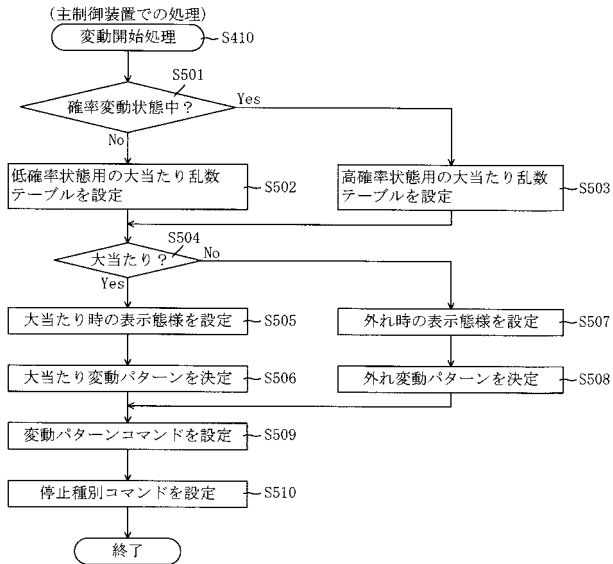 (主制御装置での処理)
変動開始処理
S410
S501
確率変動状態中?
Yes
No
低確率状態用の大当たり乱数
テーブルを設定
S502
高確率状態用の大当たり乱数
テーブルを設定
S503
S504
大当たり?
No
Yes
大当たり時の表示態様を設定
S505
外れ時の表示態様を設定
S507
大当たり変動パターンを決定
S506
外れ変動パターンを決定
S508
変動パターンコマンドを設定
S509
停止種別コマンドを設定
S510
終了